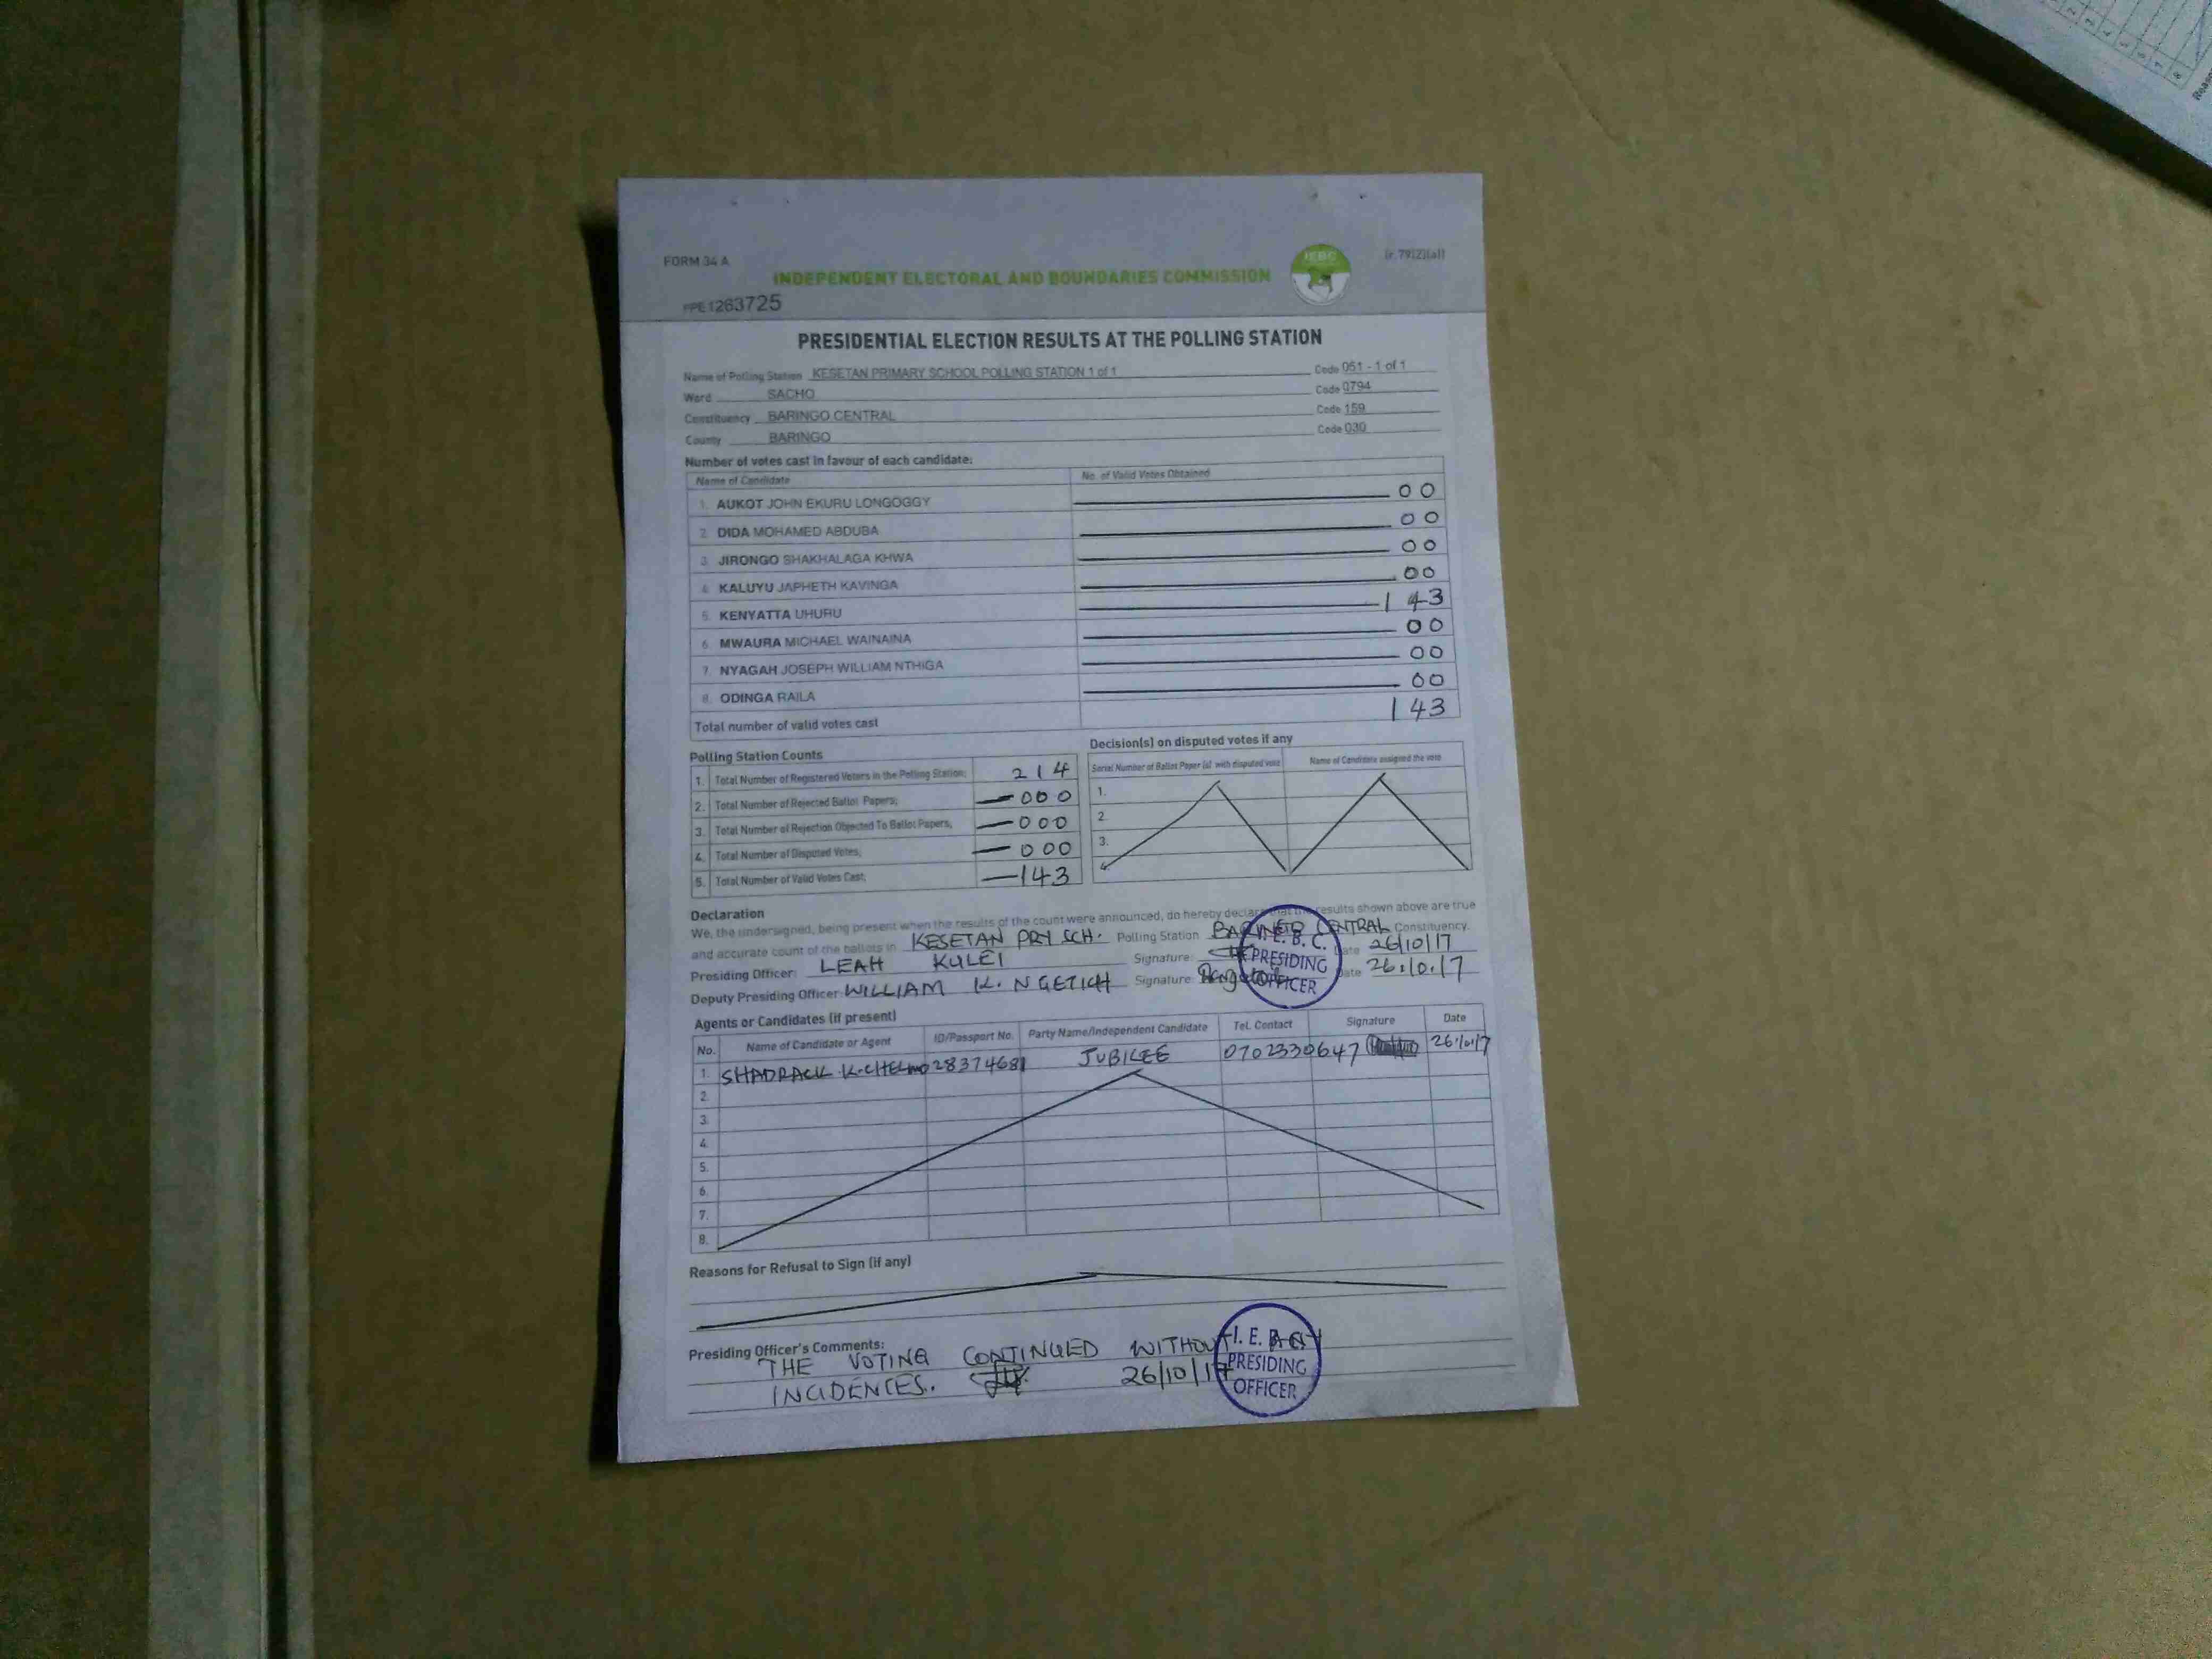 FORM 34 A
(r.79(2)(a))
INDEPENDENT ELECTORAL AND BOUNDARIES COMMISSION
IEBC
PPE1263725
PRESIDENTIAL ELECTION RESULTS AT THE POLLING STATION
Name of Polling Station KESETAN PRIMARY SCHOOL POLLING STATION 1 of 1 Code 051 - 1 of 1
Ward SACHO Code 0794
Constituency BARINGO CENTRAL Code 159
County BARINGO Code 030
Number of votes cast in favour of each candidate:
Name of Candidate No. of Valid Votes Obtained
1. AUKOT JOHN EKURU LONGOGGY 00
2. DIDA MOHAMED ABDUBA 00
3. JIRONGO SHAKHALAGA KHWA 00
4. KALUYU JAPHETH KAVINGA 00
5. KENYATTA UHURU 143
6. MWAURA MICHAEL WAINAINA 00
7. NYAGAH JOSEPH WILLIAM NTHIGA 00
8. ODINGA RAILA 00
Total number of valid votes cast 143
Polling Station Counts
1. Total Number of Registered Voters in the Polling Station; 214
2. Total Number of Rejected Ballot Papers; 000
3. Total Number of Rejection Objected To Ballot Papers; 000
4. Total Number of Disputed Votes; 000
5. Total Number of Valid Votes Cast; 143
Decision(s) on disputed votes if any
Serial Number of Ballot Paper (s) with disputed vote Name of Candidate assigned the vote
1.
2.
3.
4.
Declaration
We, the undersigned, being present when the results of the count were announced, do hereby declare that the results shown above are true
and accurate count of the ballots in KESETAN PRY SCH. Polling Station BARINGO CENTRAL Constituency.
Presiding Officer: LEAH KULEI Signature: Date 26/10/17
Deputy Presiding Officer WILLIAM K. NGETICH Signature: Date 26.10.17
I. E. B. C.
PRESIDING
OFFICER
Agents or Candidates (if present)
No. Name of Candidate or Agent ID/Passport No. Party Name/Independent Candidate Tel. Contact Signature Date
1. SHADRACK K. CHELMO 28374681 JUBILEE 0702330647 26.10.17
2.
3.
4.
5.
6.
7.
8.
Reasons for Refusal to Sign (if any)
Presiding Officer's Comments:
THE VOTING CONTINUED WITHOUT ANY
INCIDENCES. 26/10/17
I. E. B. C.
PRESIDING
OFFICER